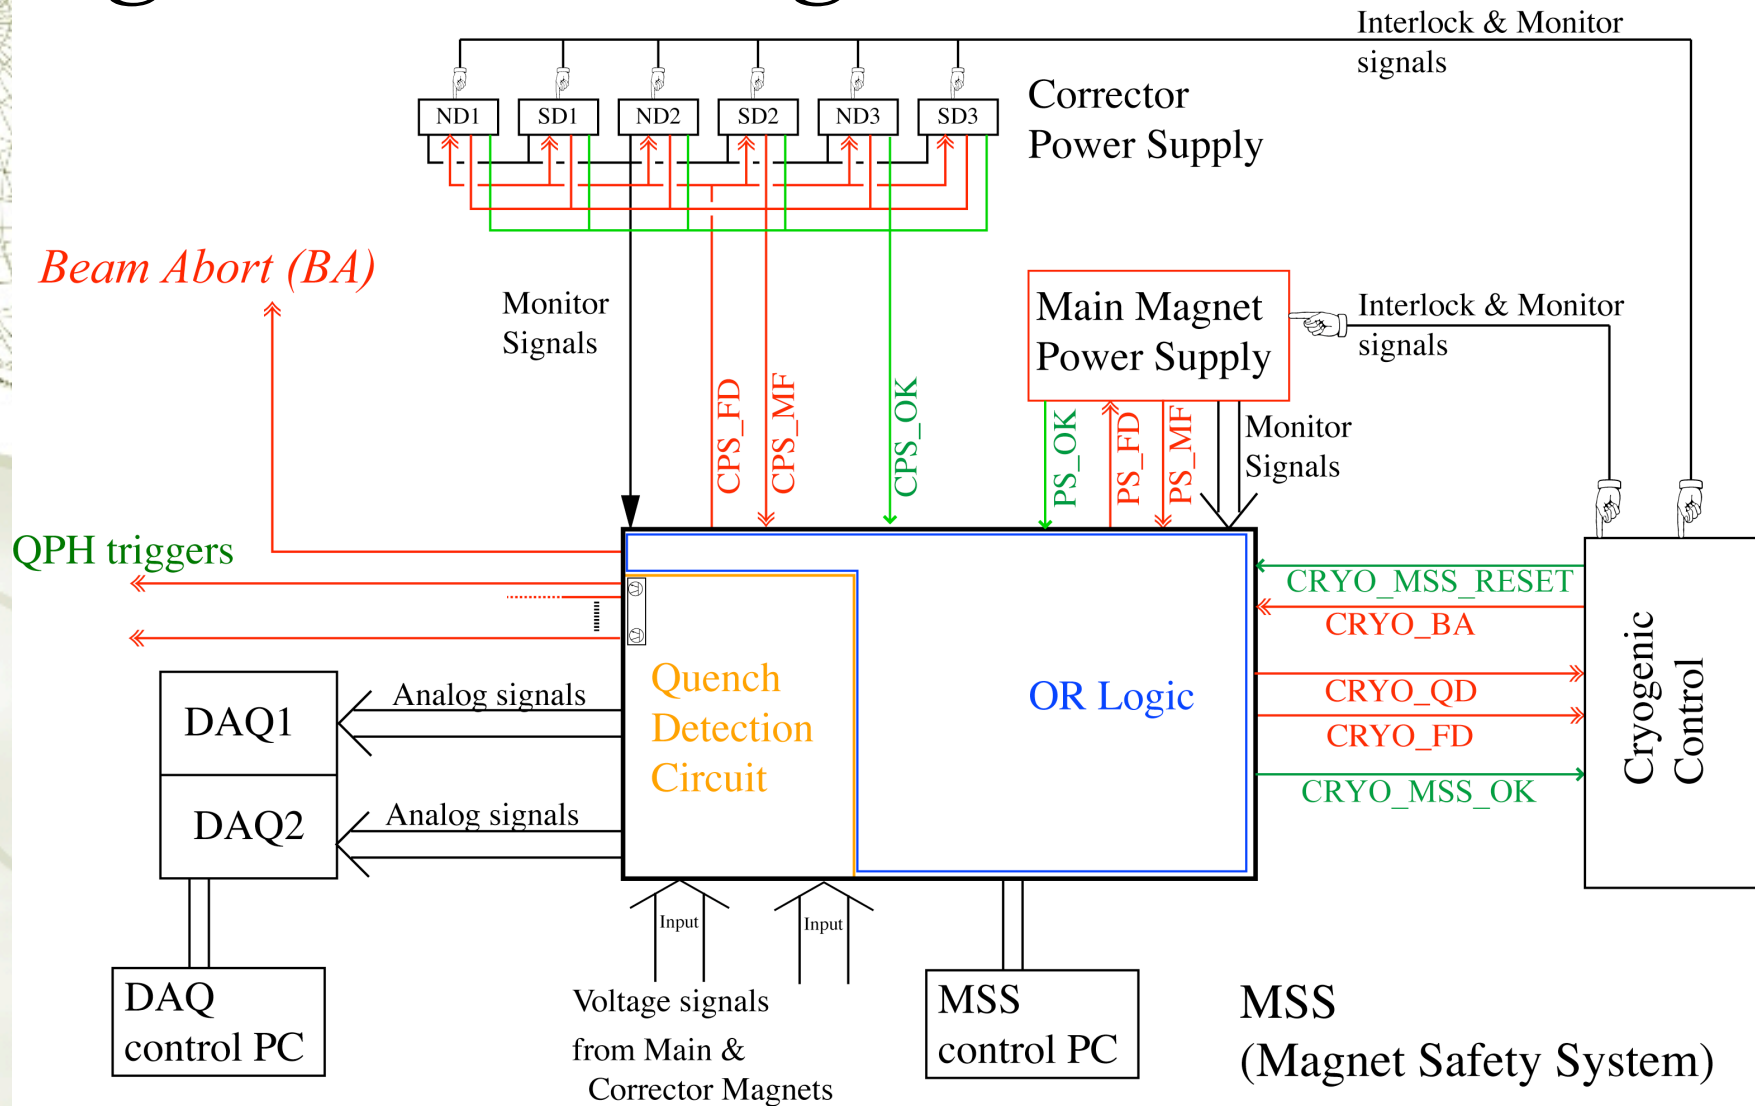 Interlock & Monitor
signals
Corrector
Power Supply
ND1
SD1
ND2
SD2
ND3
SD3
Beam Abort (BA)
Monitor
Signals
CPS_FD
CPS_MF
CPS_OK
Main Magnet
Power Supply
Interlock & Monitor
signals
PS_OK
PS_FD
PS_MF
Monitor
Signals
QPH triggers
CRYO_MSS_RESET
CRYO_BA
CRYO_QD
CRYO_FD
CRYO_MSS_OK
Cryogenic
Control
Quench
Detection
Circuit
OR Logic
Analog signals
DAQ1
Analog signals
DAQ2
Input
Input
DAQ
control PC
Voltage signals
from Main &
Corrector Magnets
MSS
control PC
MSS
(Magnet Safety System)